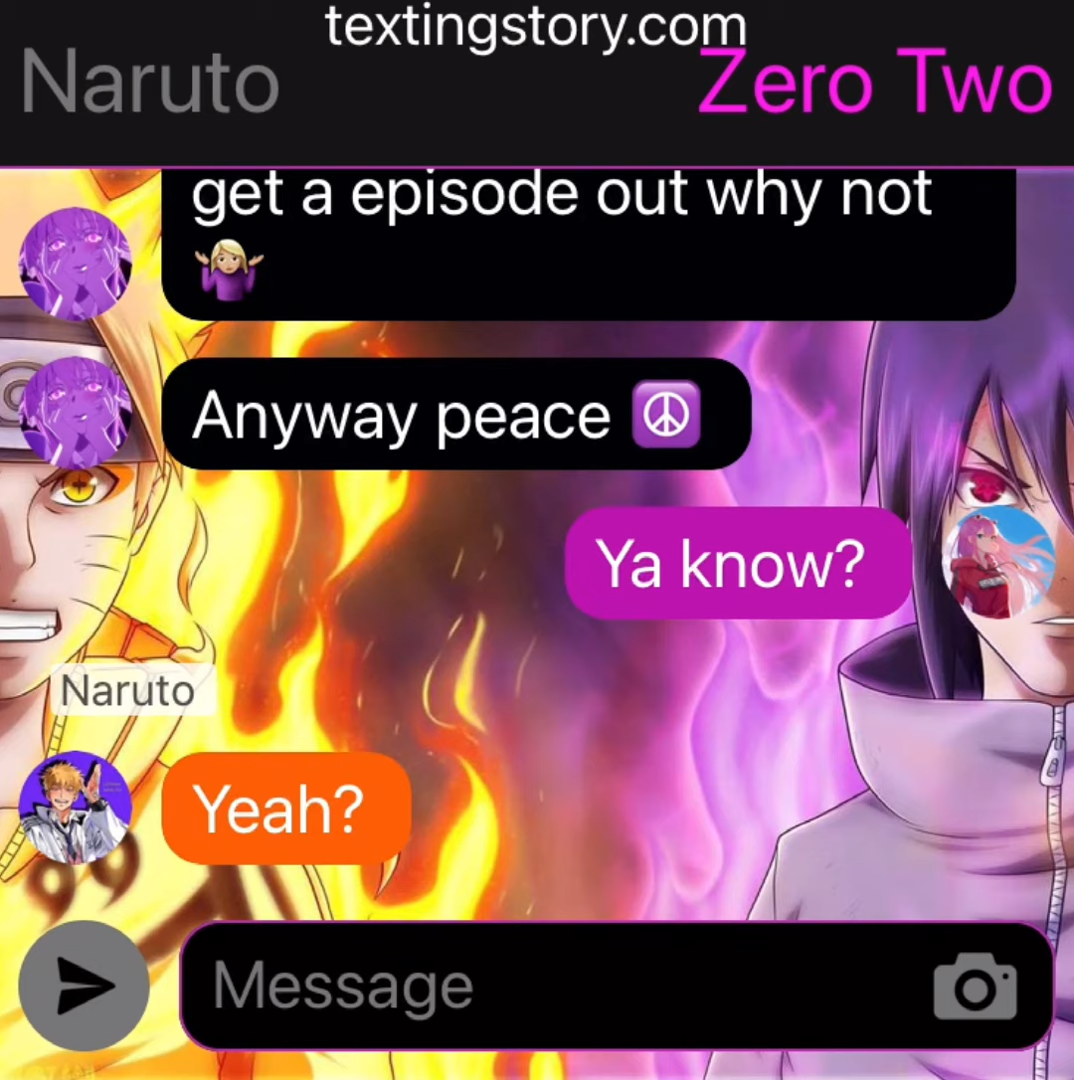 textingstory.com
Naruto
Zero Two
get a episode out why not
🤷🏼‍♀️
Anyway peace ☮️
Ya know?
Naruto
Yeah?
Message